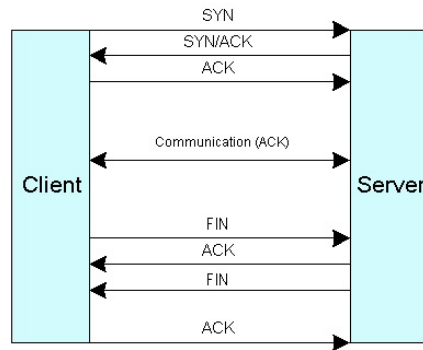 SYN
SYN/ACK
ACK
Communication (ACK)
Client
Server
FIN
ACK
FIN
ACK